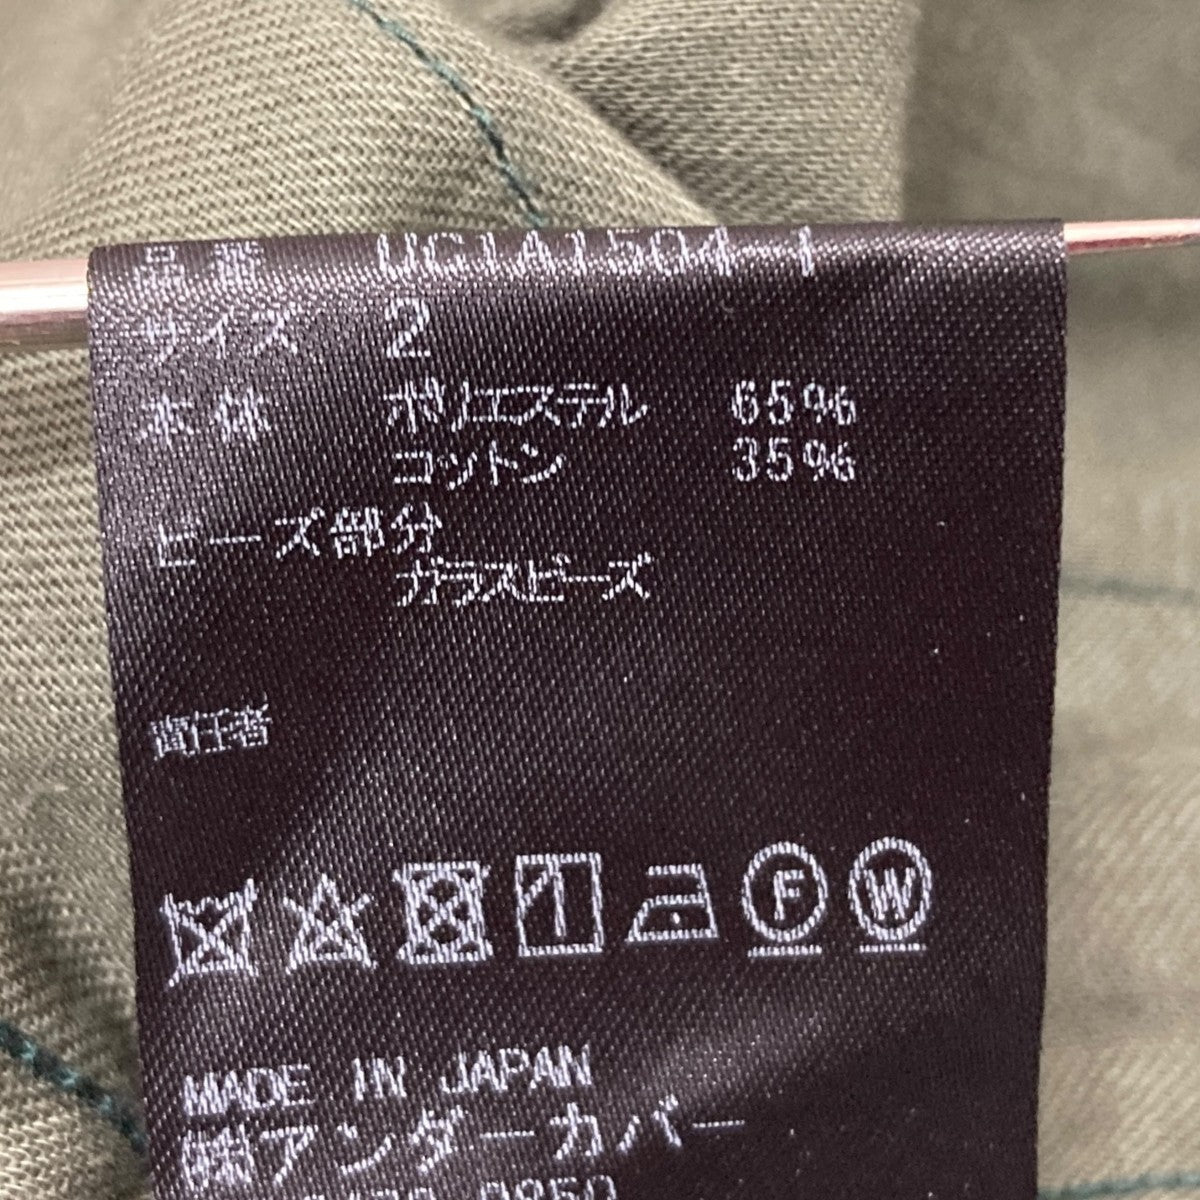 品番 UC1A1504-1
サイズ 2
本体 ポリエステル 65%
コットン 35%
ビーズ部分
ガラスビーズ
責任者
F W
MADE IN JAPAN
㈱アンダーカバー